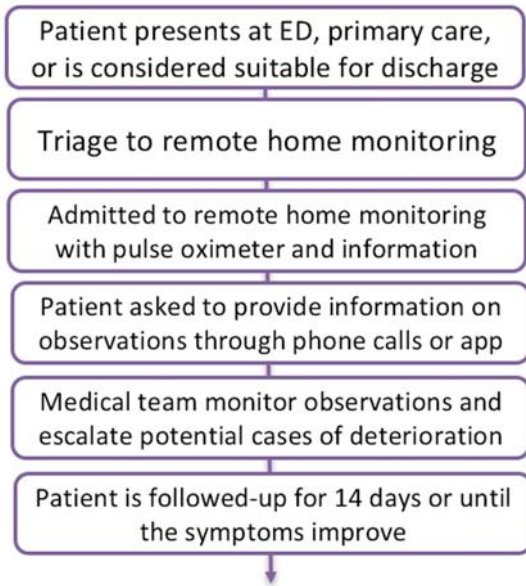 Patient presents at ED, primary care,
or is considered suitable for discharge
Triage to remote home monitoring
Admitted to remote home monitoring
with pulse oximeter and information
Patient asked to provide information on
observations through phone calls or app
Medical team monitor observations and
escalate potential cases of deterioration
Patient is followed-up for 14 days or until
the symptoms improve